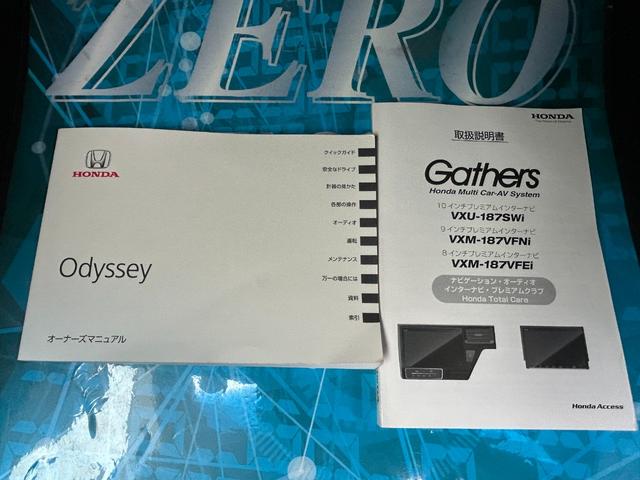 ZERO
HONDA
Odyssey
オーナーズマニュアル
クイックガイド
安全なドライブ
計器の見かた
各部の操作
オーディオ
運転
メンテナンス
万一の場合には
資料
索引
HONDA
The Power of Dreams
取扱説明書
Gathers
Honda Multi Car-AV System
10インチプレミアムインターナビ
VXU-187SWi
9インチプレミアムインターナビ
VXM-187VFNi
8インチプレミアムインターナビ
VXM-187VFEi
ナビゲーション・オーディオ
インターナビ・プレミアムクラブ
Honda Total Care
Honda Access